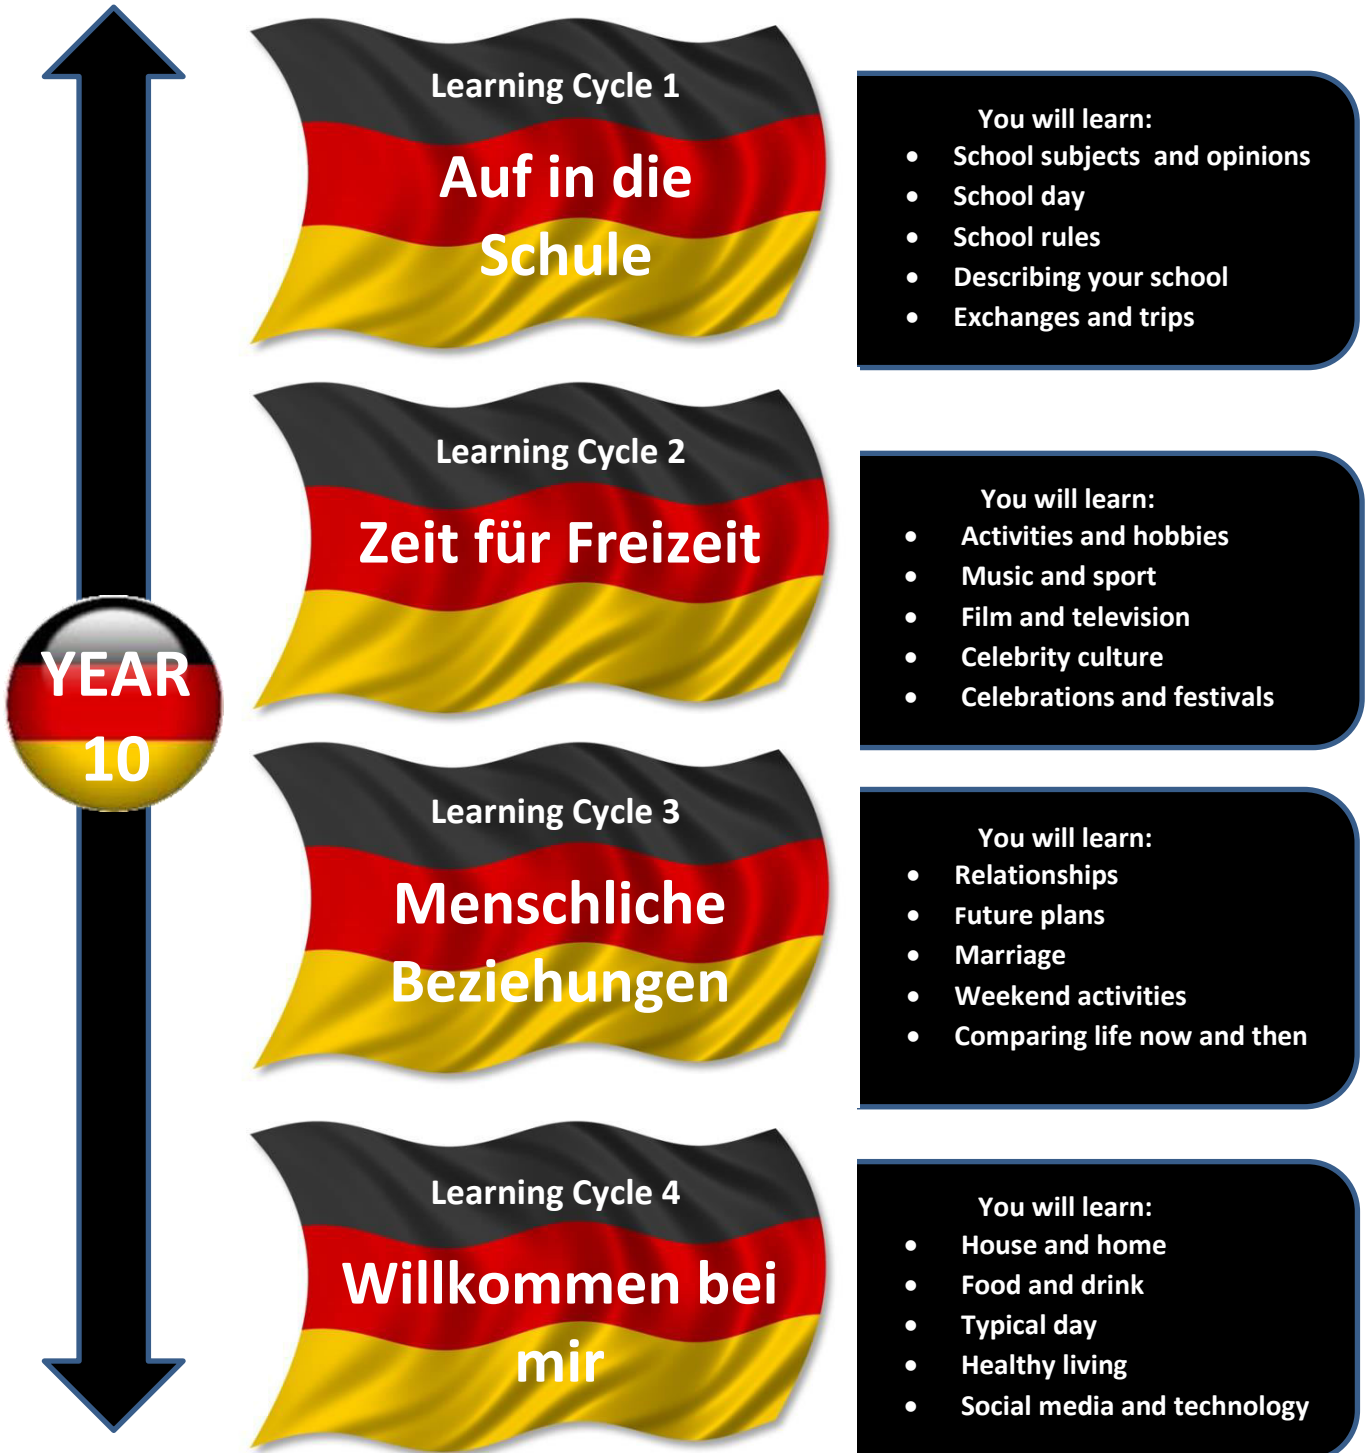 Learning Cycle 1
Auf in die
Schule
You will learn:
• School subjects and opinions
• School day
• School rules
• Describing your school
• Exchanges and trips
Learning Cycle 2
Zeit für Freizeit
You will learn:
• Activities and hobbies
• Music and sport
• Film and television
• Celebrity culture
• Celebrations and festivals
YEAR
10
Learning Cycle 3
Menschliche
Beziehungen
You will learn:
• Relationships
• Future plans
• Marriage
• Weekend activities
• Comparing life now and then
Learning Cycle 4
Willkommen bei
mir
You will learn:
• House and home
• Food and drink
• Typical day
• Healthy living
• Social media and technology